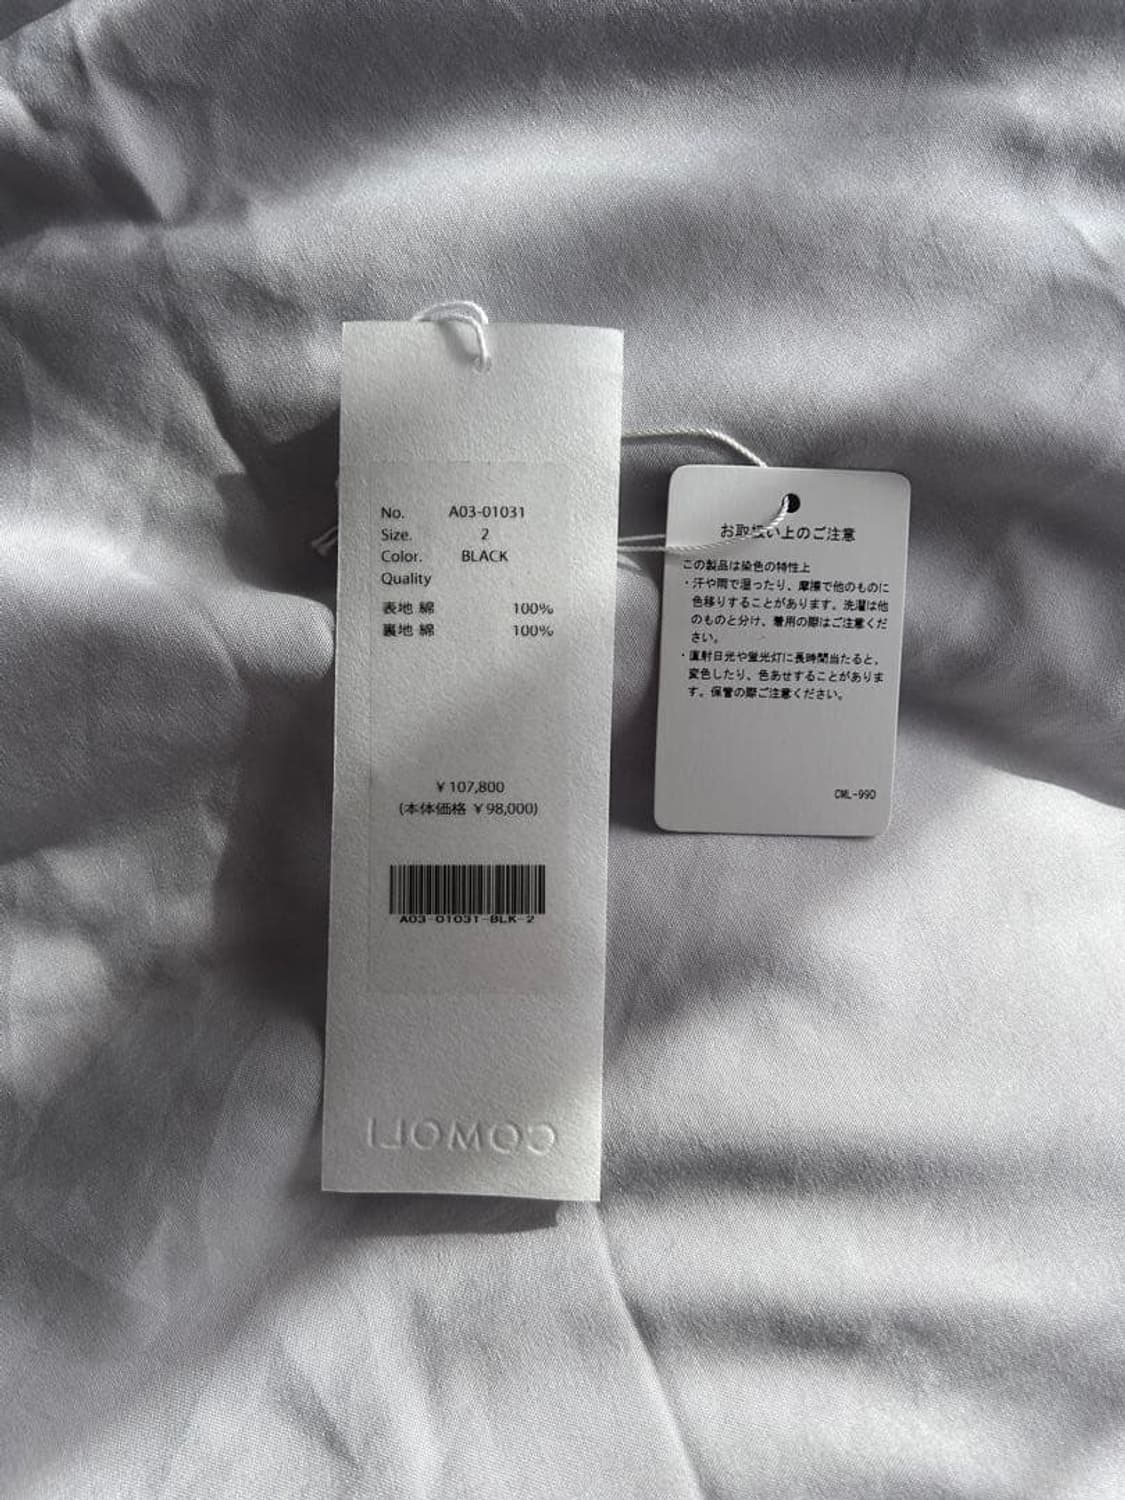 No. A03-01031
Size. 2
Color. BLACK
Quality
表地 綿 100%
裏地 綿 100%
¥107,800
(本体価格 ¥98,000)
A03-01031-BLK-2
COMOLI
お取扱い上のご注意
この製品は染色の特性上
・汗や雨で湿ったり、摩擦で他のものに
色移りすることがあります。洗濯は他
のものと分け、着用の際はご注意くだ
さい。
・直射日光や蛍光灯に長時間当たると、
変色したり、色あせすることがありま
す。保管の際ご注意ください。
CML-990